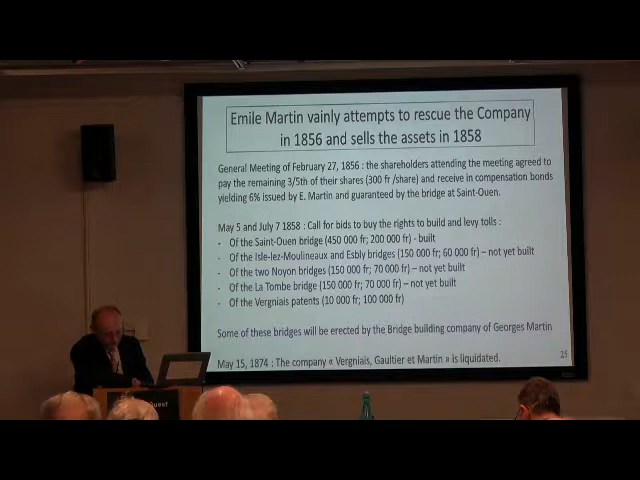 Emile Martin vainly attempts to rescue the Company
in 1856 and sells the assets in 1858
General Meeting of February 27, 1856 : the shareholders attending the meeting agreed to
pay the remaining 3/5th of their shares (300 fr /share) and receive in compensation bonds
yielding 6% issued by E. Martin and guaranteed by the bridge at Saint-Ouen.
May 5 and July 7 1858 : Call for bids to buy the rights to build and levy tolls :
– Of the Saint-Ouen bridge (450 000 fr; 200 000 fr) - built
– Of the Isle-lez-Moulineaux and Esbly bridges (150 000 fr; 60 000 fr) – not yet built
– Of the two Noyon bridges (150 000 fr; 70 000 fr) – not yet built
– Of the La Tombe bridge (150 000 fr; 70 000 fr) – not yet built
– Of the Vergniais patents (10 000 fr; 100 000 fr)
Some of these bridges will be erected by the Bridge building company of Georges Martin
May 15, 1874 : The company « Vergniais, Gaultier et Martin » is liquidated.
25